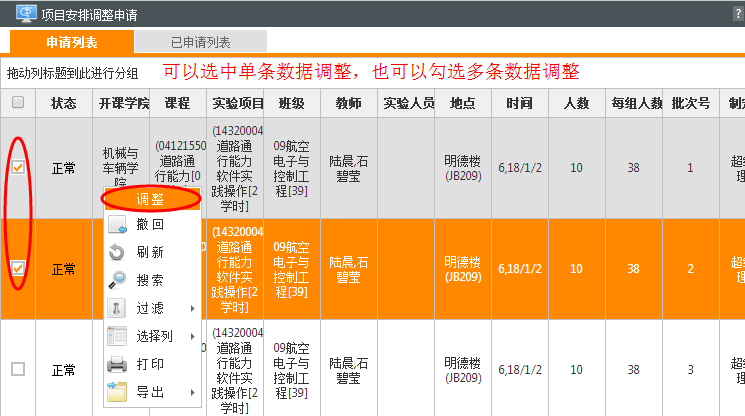 项目安排调整申请 ?
申请列表 已申请列表
拖动列标题到此进行分组 可以选中单条数据调整，也可以勾选多条数据调整
状态 开课学院 课程 实验项目 班级 教师 实验人员 地点 时间 人数 每组人数 批次号
正常 机械与 (04121550 (14320004 09航空 陆晨,石 明德楼 6,18/1/2 10 38 1
车辆学 道路通 道路通 电子与 碧莹 (JB209)
院 行能力[0 行能力 控制工
软件实 程[39]
践操作[2
学时]
调整
撤回
刷新
搜索
过滤
选择列
打印
导出
正常 (14320004 09航空 陆晨,石 明德楼 6,18/1/2 10 38 2
道路通 电子与 碧莹 (JB209)
行能力 控制工
软件实 程[39]
践操作[2
学时]
正常 (14320004 09航空 陆晨,石 明德楼 6,18/1/2 10 38 3
道路通 电子与 碧莹 (JB209)
行能力 控制工
软件实 程[39]
践操作[2
学时]